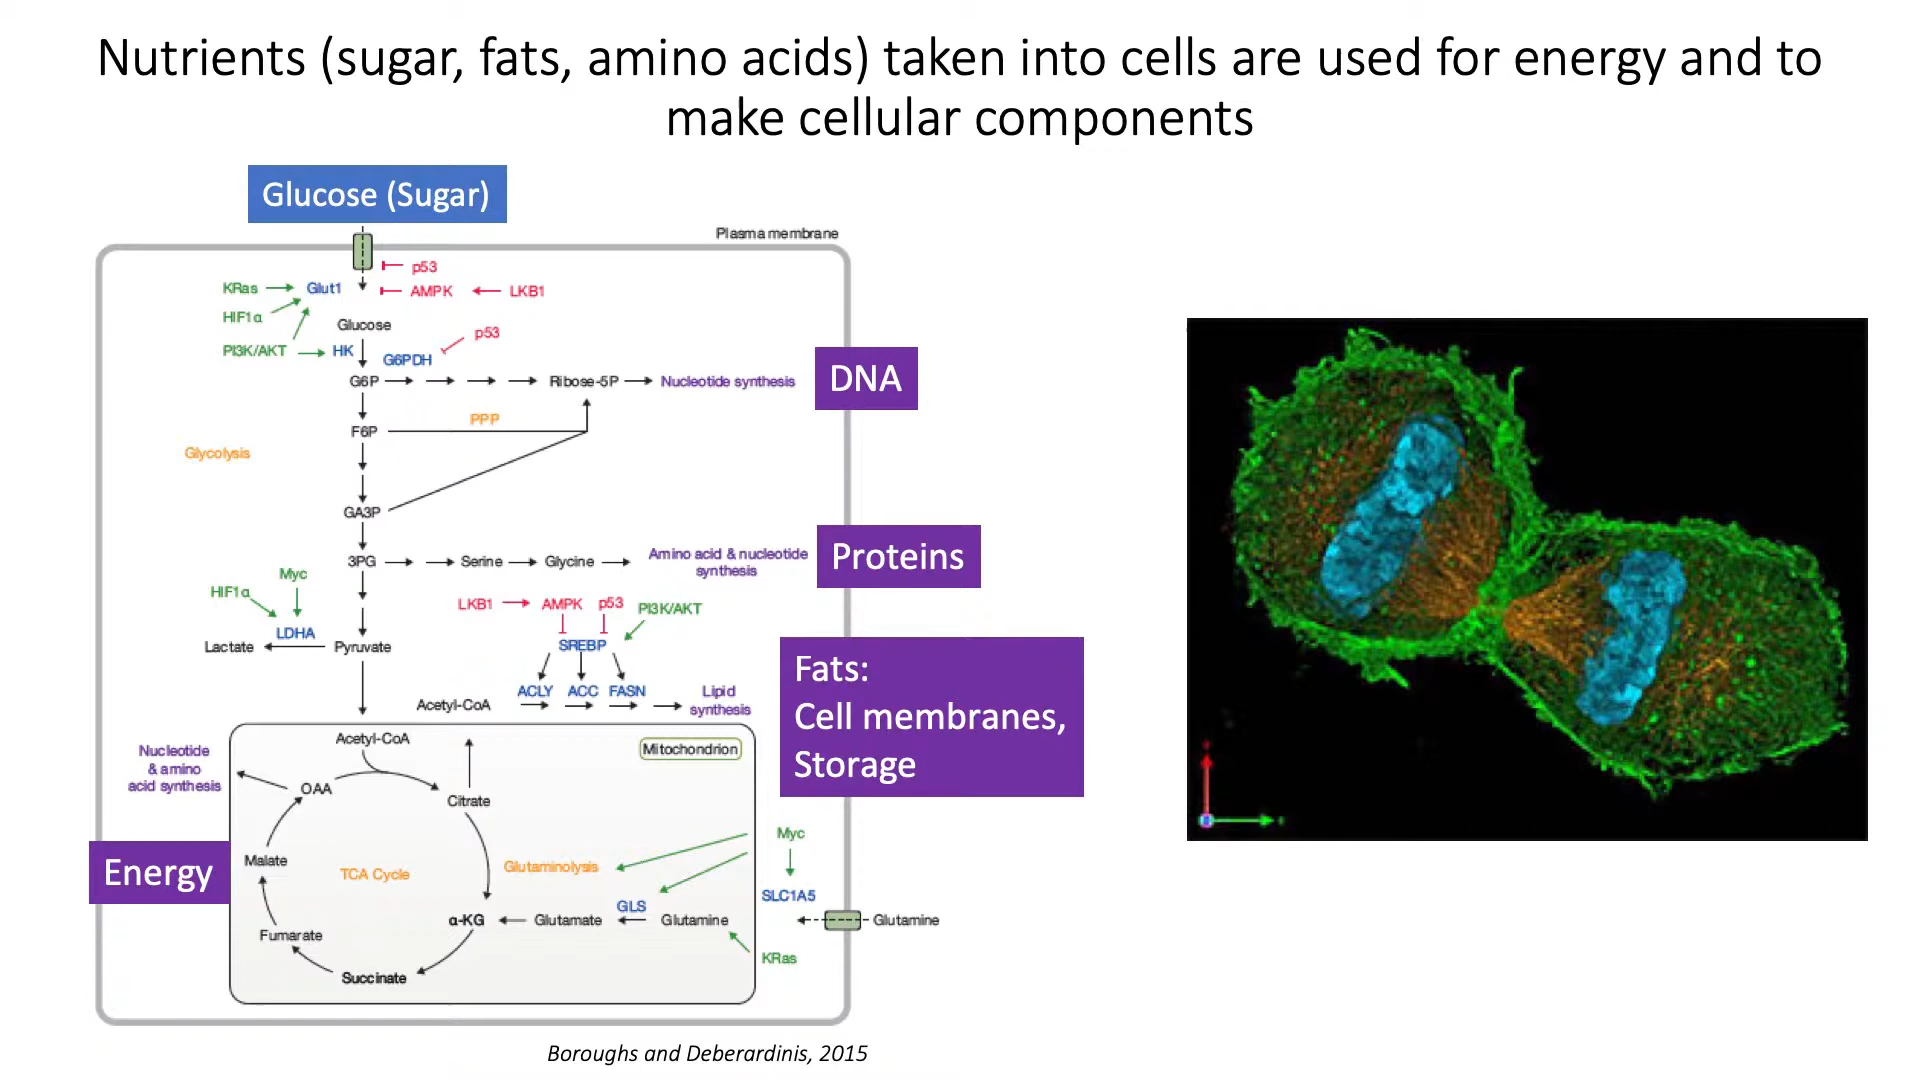 Nutrients (sugar, fats, amino acids) taken into cells are used for energy and to
make cellular components
Glucose (Sugar)
Plasma membrane
p53
KRas
Glut1
AMPK
LKB1
HIF1α
Glucose
p53
PI3K/AKT
HK
G6PDH
G6P
Ribose-5P
Nucleotide synthesis
DNA
PPP
F6P
Glycolysis
GA3P
3PG
Serine
Glycine
Amino acid & nucleotide
synthesis
Proteins
Myc
HIF1α
LKB1
AMPK
p53
PI3K/AKT
LDHA
Lactate
Pyruvate
SREBP
ACLY
ACC
FASN
Lipid
synthesis
Acetyl-CoA
Fats:
Cell membranes,
Storage
Acetyl-CoA
Mitochondrion
Nucleotide
& amino
acid synthesis
OAA
Citrate
Myc
Malate
TCA Cycle
Glutaminolysis
Energy
SLC1A5
GLS
α-KG
Glutamate
Glutamine
Glutamine
Fumarate
KRas
Succinate
Boroughs and Deberardinis, 2015